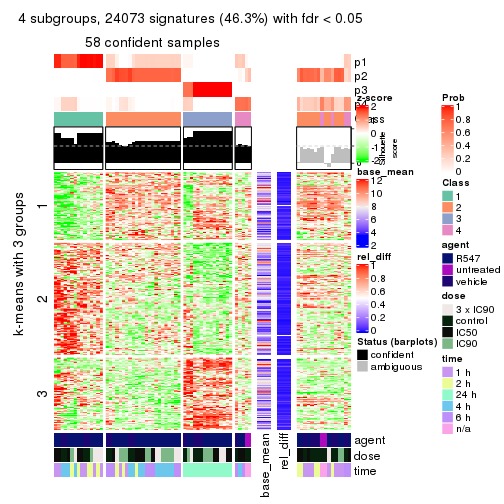 4 subgroups, 24073 signatures (46.3%) with fdr < 0.05
58 confident samples
p1
p2
p3
k-means with 3 groups
1
2
3
z-score
2
1
0
-1
-2
silhouette
score
base_mean
12
10
8
6
4
2
rel_diff
1
0.8
0.6
0.4
0.2
0
Status (barplots)
confident
ambiguous
Prob
1
0.8
0.6
0.4
0.2
0
Class
1
2
3
4
agent
R547
untreated
vehicle
dose
3 x IC90
control
IC50
IC90
time
1 h
2 h
24 h
4 h
6 h
n/a
agent
dose
time
base_mean
rel_diff